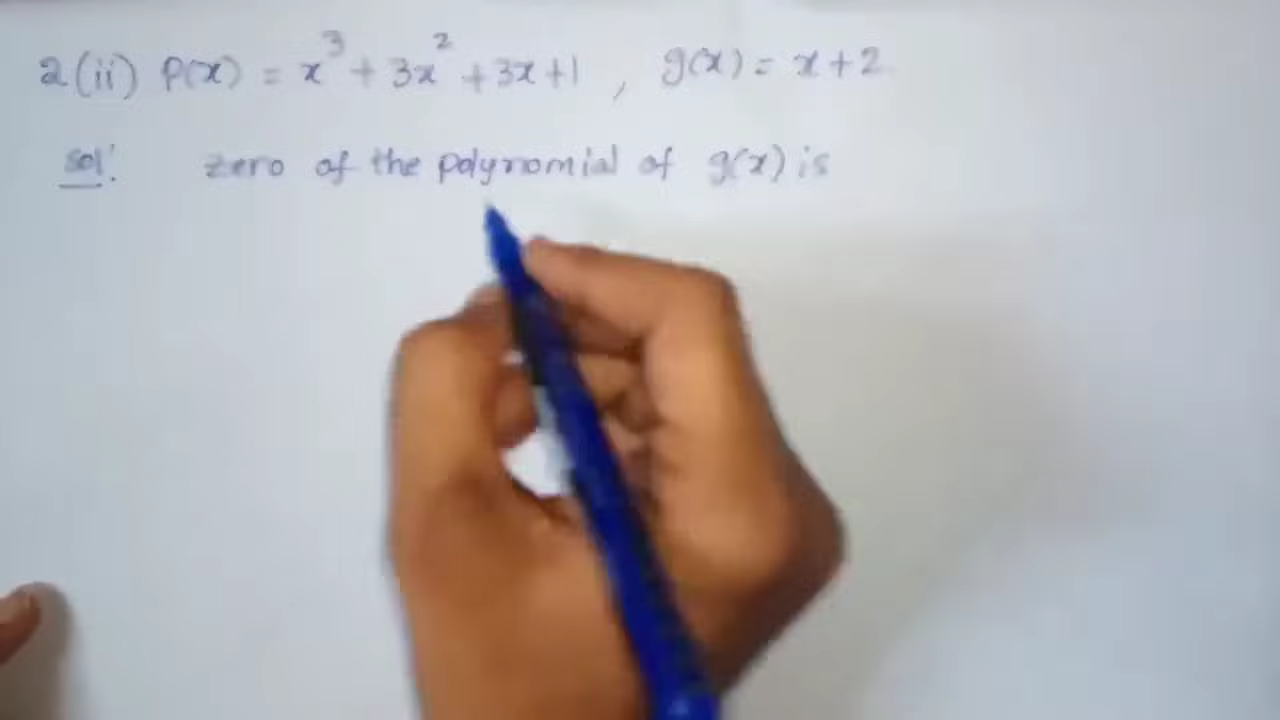 2(ii) P(x) = x³ + 3x² + 3x + 1 , g(x) = x + 2
Sol: zero of the polynomial of g(x) is